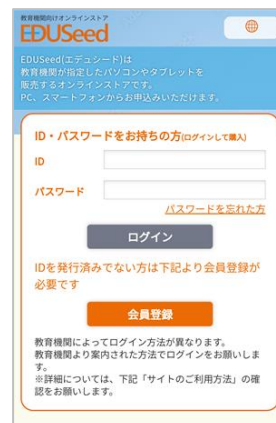 教育機関向けオンラインストア
EDUSeed
EDUSeed(エデュシード)は
教育機関が指定したパソコンやタブレットを
販売するオンラインストアです。
PC、スマートフォンからお申込みいただけます。
ID・パスワードをお持ちの方(ログインして購入)
ID
パスワード
パスワードを忘れた方
ログイン
IDを発行済みでない方は下記より会員登録が
必要です
会員登録
教育機関によってログイン方法が異なります。
教育機関より案内された方法でログインをお願いしま
す。
※詳細については、下記「サイトのご利用方法」の確
認をお願いします。